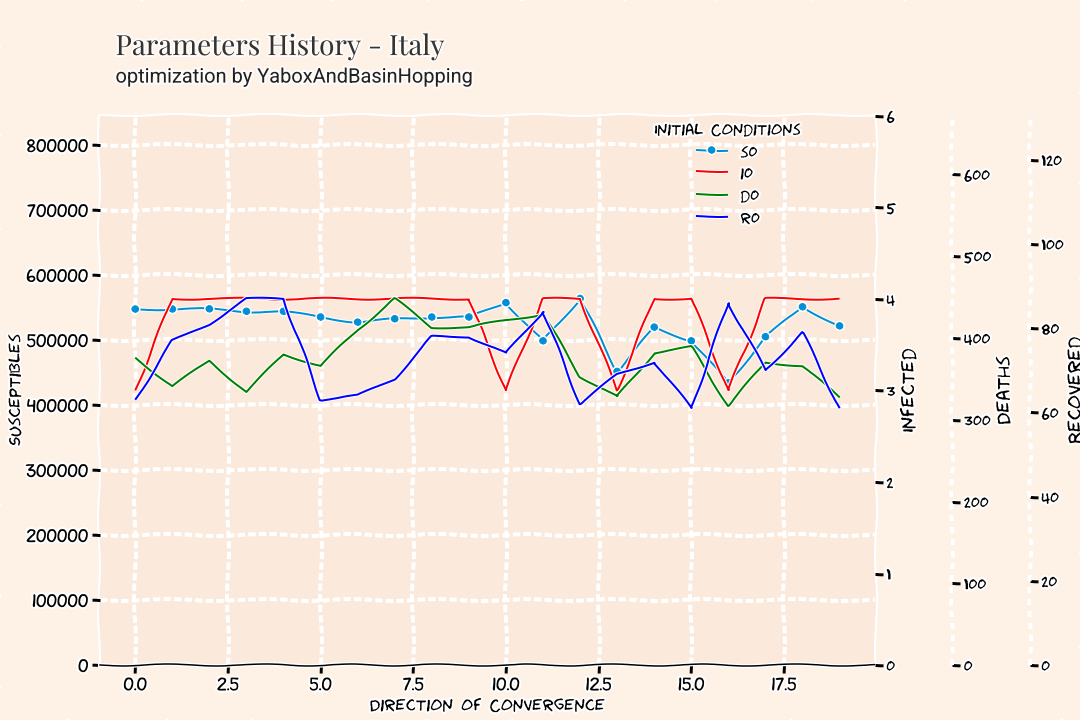 Parameters History - Italy
optimization by YaboxAndBasinHopping
INITIAL CONDITIONS
S0
I0
D0
R0
SUSCEPTIBLES
800000
700000
600000
500000
400000
300000
200000
100000
0
0.0 2.5 5.0 7.5 10.0 12.5 15.0 17.5
DIRECTION OF CONVERGENCE
6
5
4
3
2
1
0
INFECTED
600
500
400
300
200
100
0
DEATHS
120
100
80
60
40
20
0
RECOVERED